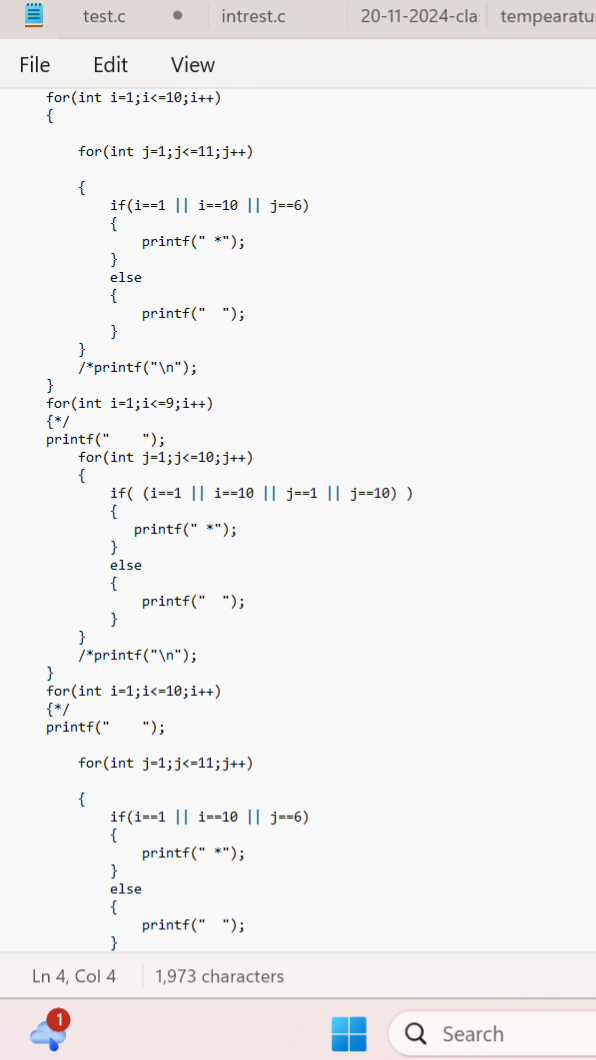 test.c intrest.c 20-11-2024-cla tempearatu
File Edit View
for(int i=1;i<=10;i++)
{
for(int j=1;j<=11;j++)
{
if(i==1 || i==10 || j==6)
{
printf(" *");
}
else
{
printf("  ");
}
}
/*printf("\n");
}
for(int i=1;i<=9;i++)
{*/
printf("    ");
for(int j=1;j<=10;j++)
{
if( (i==1 || i==10 || j==1 || j==10) )
{
printf(" *");
}
else
{
printf("  ");
}
}
/*printf("\n");
}
for(int i=1;i<=10;i++)
{*/
printf("    ");
for(int j=1;j<=11;j++)
{
if(i==1 || i==10 || j==6)
{
printf(" *");
}
else
{
printf("  ");
}
Ln 4, Col 4 1,973 characters
1 Search